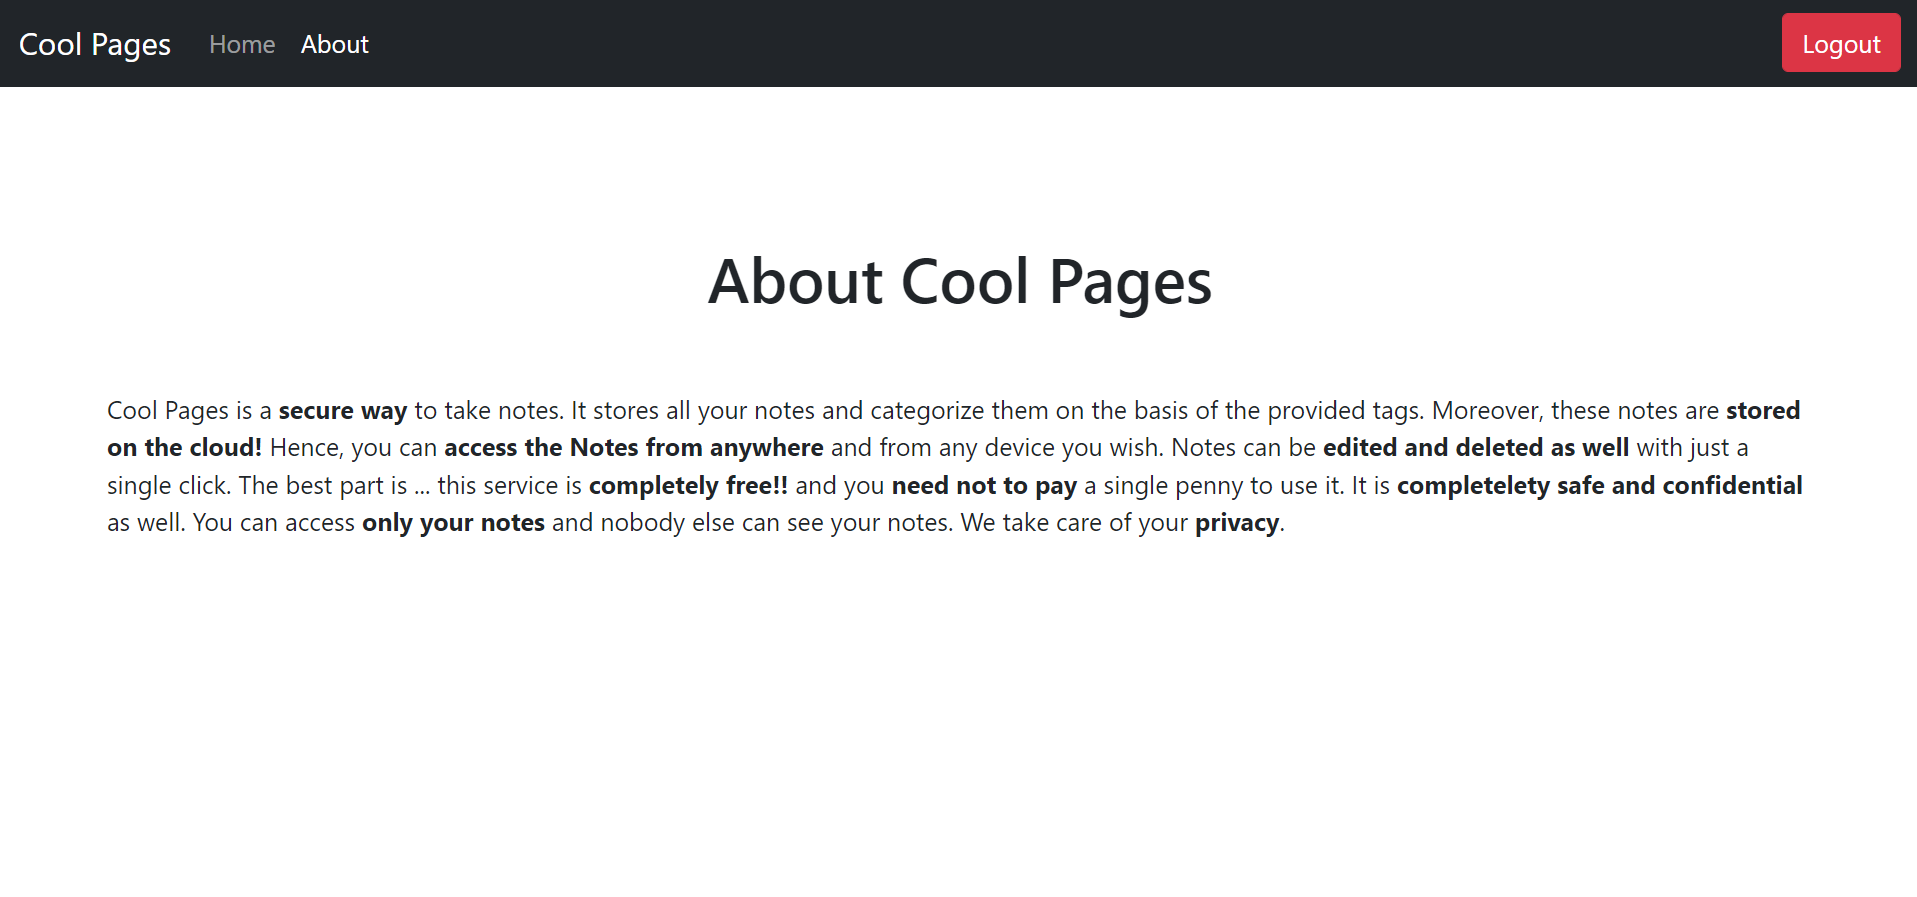 Cool Pages Home About Logout
About Cool Pages
Cool Pages is a secure way to take notes. It stores all your notes and categorize them on the basis of the provided tags. Moreover, these notes are stored
on the cloud! Hence, you can access the Notes from anywhere and from any device you wish. Notes can be edited and deleted as well with just a
single click. The best part is ... this service is completely free!! and you need not to pay a single penny to use it. It is completelety safe and confidential
as well. You can access only your notes and nobody else can see your notes. We take care of your privacy.